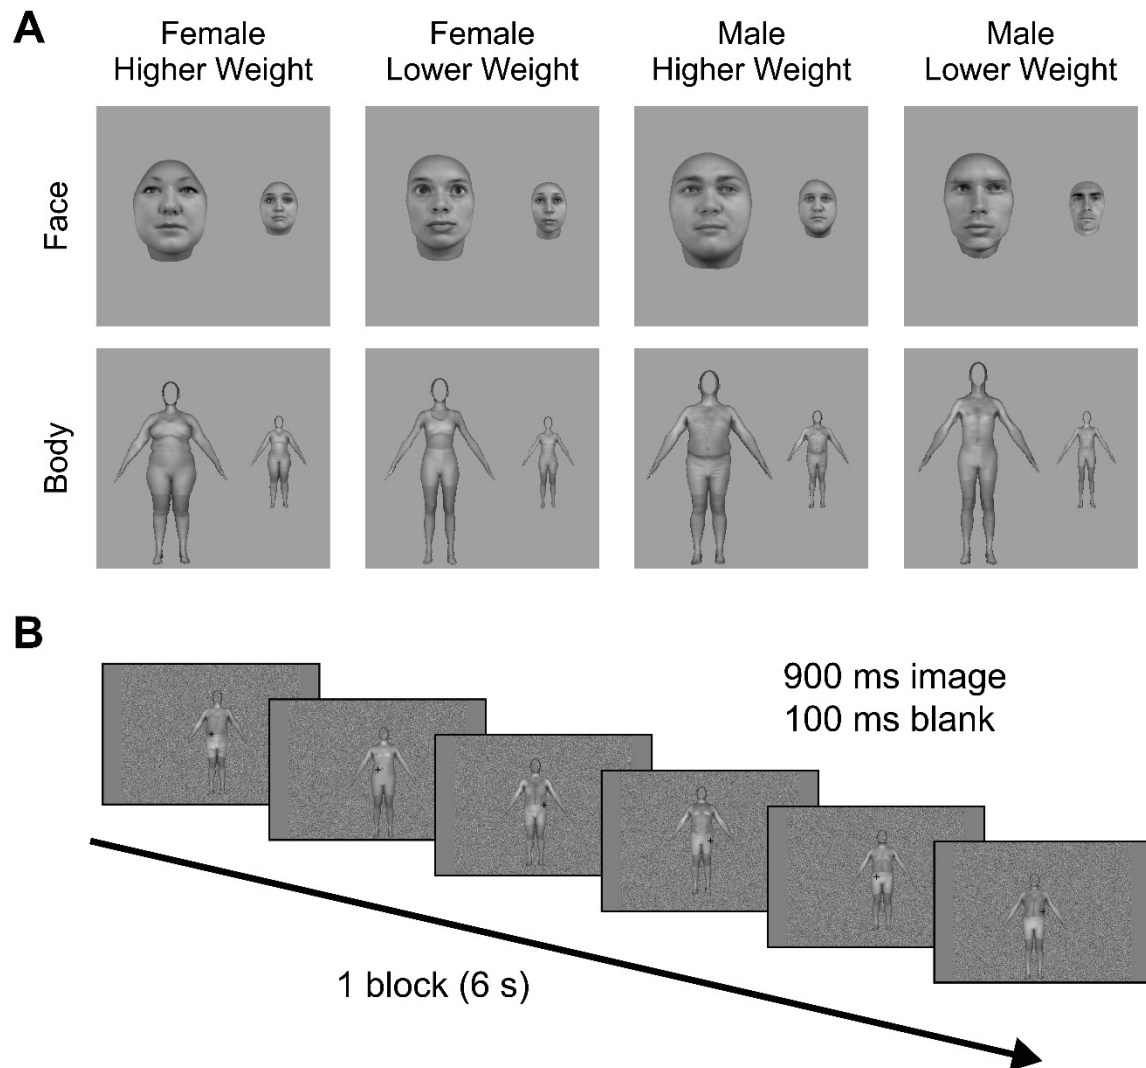 A
Female
Higher Weight
Female
Lower Weight
Male
Higher Weight
Male
Lower Weight
Face
Body
B
900 ms image
100 ms blank
1 block (6 s)